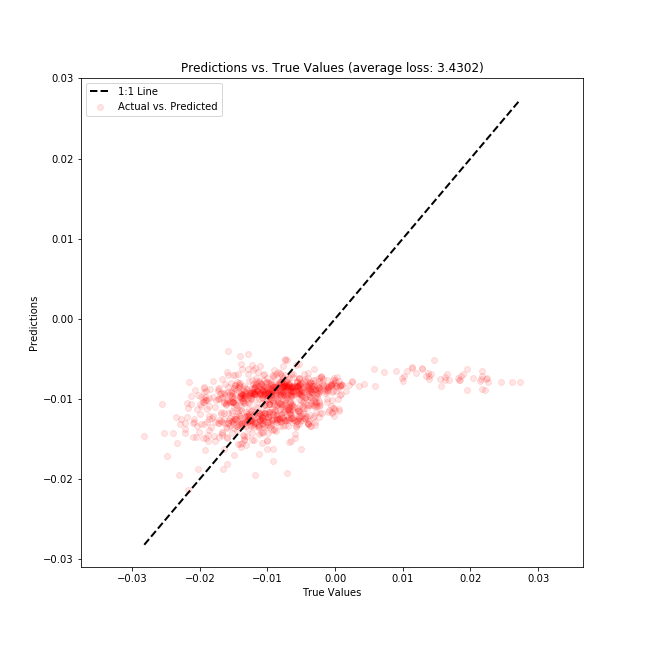 Predictions vs. True Values (average loss: 3.4302)
1:1 Line
Actual vs. Predicted
0.03
0.02
0.01
0.00
−0.01
−0.02
−0.03
Predictions
−0.03 −0.02 −0.01 0.00 0.01 0.02 0.03
True Values